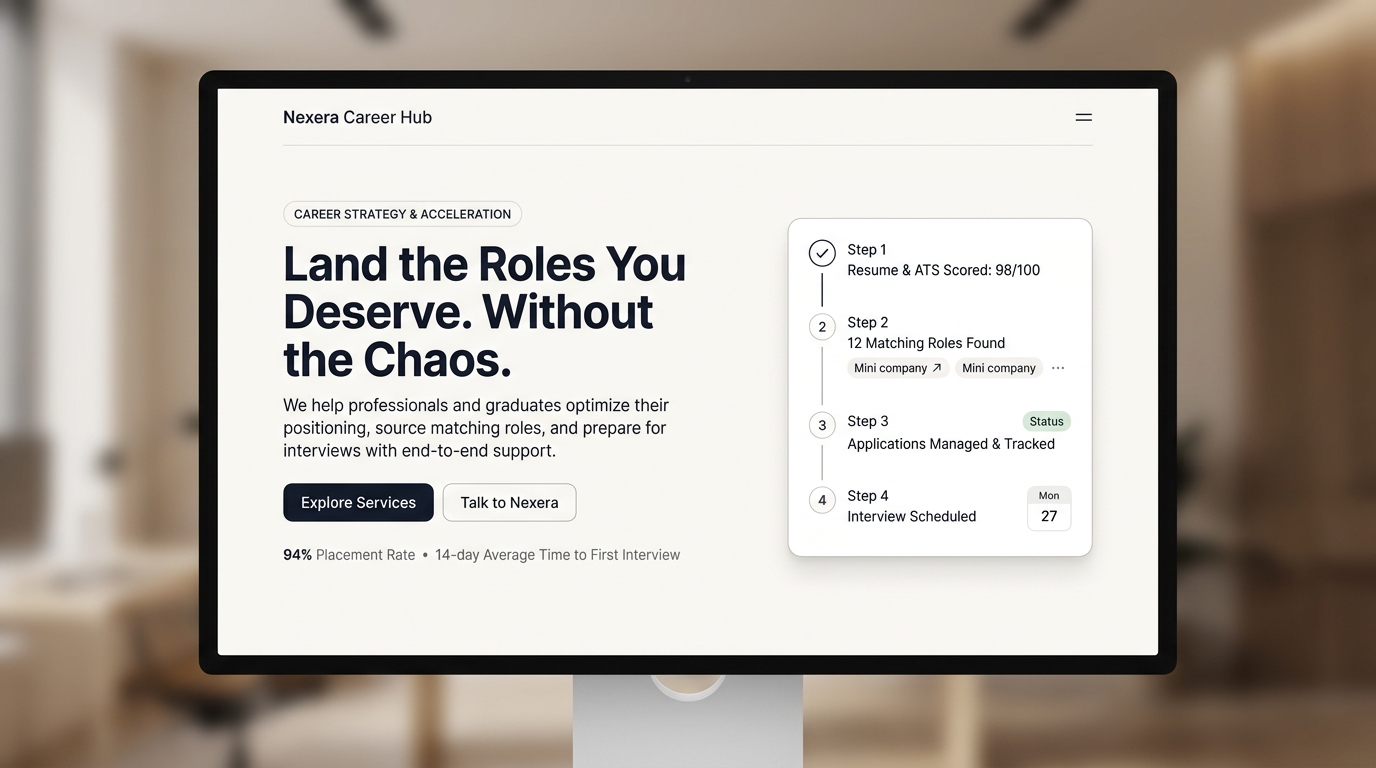 Nexera Career Hub
CAREER STRATEGY & ACCELERATION
Land the Roles You
Deserve. Without
the Chaos.
We help professionals and graduates optimize their
positioning, source matching roles, and prepare for
interviews with end-to-end support.
Explore Services
Talk to Nexera
94% Placement Rate • 14-day Average Time to First Interview
Step 1
Resume & ATS Scored: 98/100
2
Step 2
12 Matching Roles Found
Mini company ↗
Mini company
···
3
Step 3
Status
Applications Managed & Tracked
4
Step 4
Interview Scheduled
Mon
27